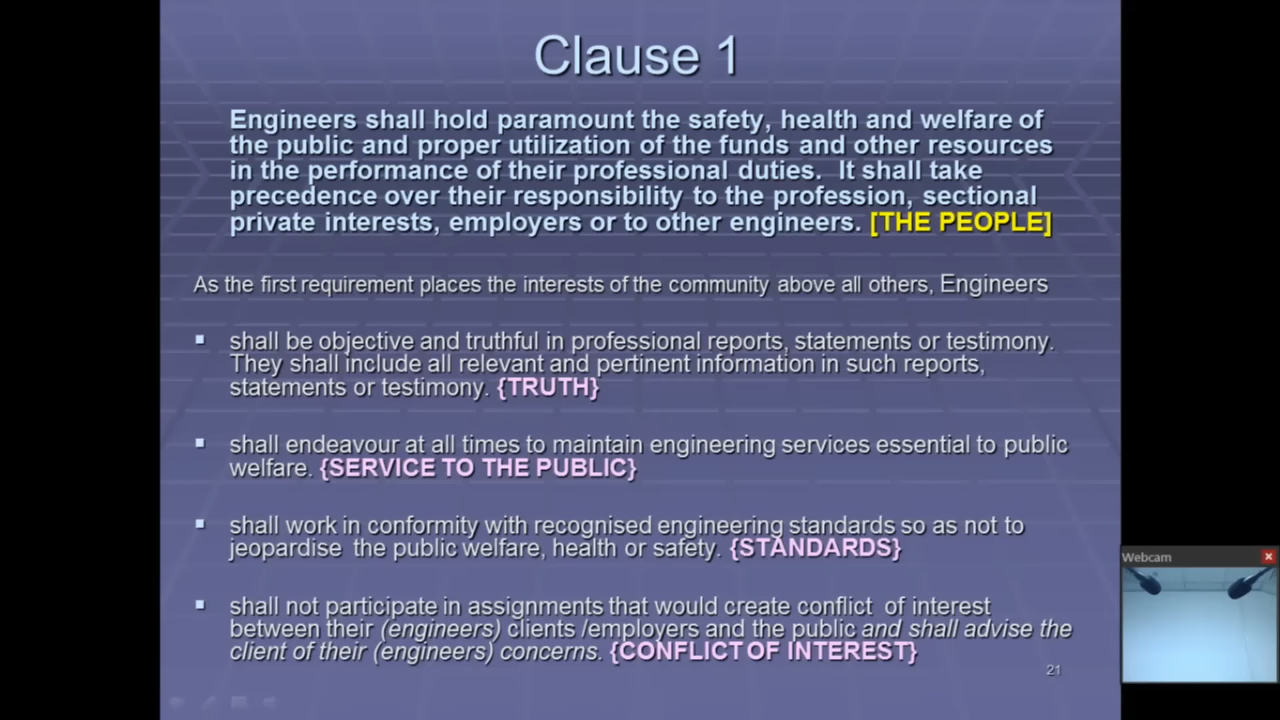 Clause 1
Engineers shall hold paramount the safety, health and welfare of
the public and proper utilization of the funds and other resources
in the performance of their professional duties. It shall take
precedence over their responsibility to the profession, sectional
private interests, employers or to other engineers. [THE PEOPLE]
As the first requirement places the interests of the community above all others, Engineers
▪ shall be objective and truthful in professional reports, statements or testimony.
They shall include all relevant and pertinent information in such reports,
statements or testimony. {TRUTH}
▪ shall endeavour at all times to maintain engineering services essential to public
welfare. {SERVICE TO THE PUBLIC}
▪ shall work in conformity with recognised engineering standards so as not to
jeopardise the public welfare, health or safety. {STANDARDS}
▪ shall not participate in assignments that would create conflict of interest
between their (engineers) clients /employers and the public and shall advise the
client of their (engineers) concerns. {CONFLICT OF INTEREST}
21
Webcam